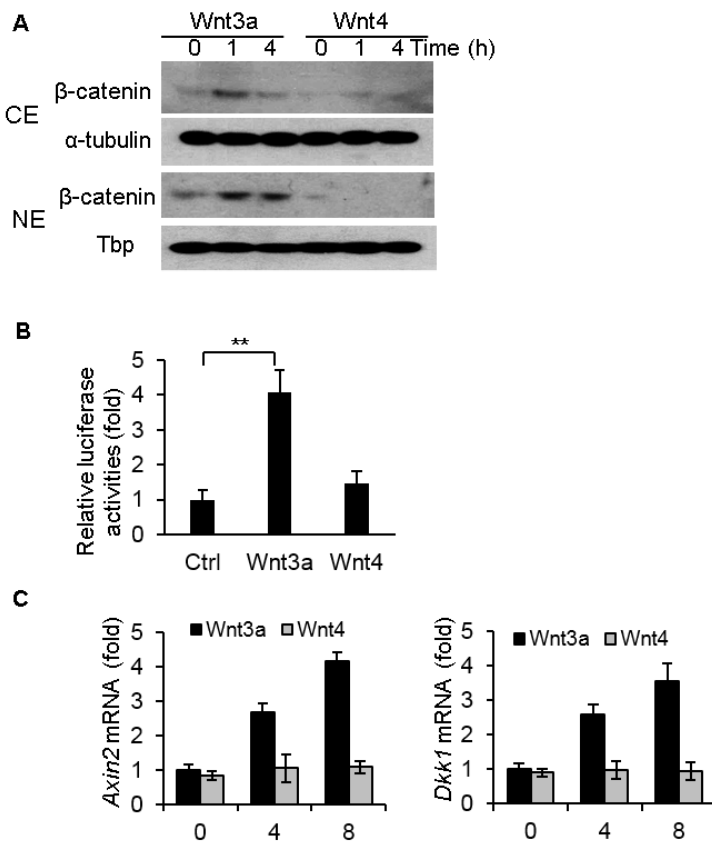 A
Wnt3a Wnt4
0 1 4 0 1 4 Time (h)
CE
β-catenin
α-tubulin
NE
β-catenin
Tbp
B
**
Relative luciferase
activities (fold)
5
4
3
2
1
0
Ctrl Wnt3a Wnt4
C
Wnt3a Wnt4
Axin2 mRNA (fold)
5
4
3
2
1
0
0 4 8
Wnt3a Wnt4
Dkk1 mRNA (fold)
5
4
3
2
1
0
0 4 8